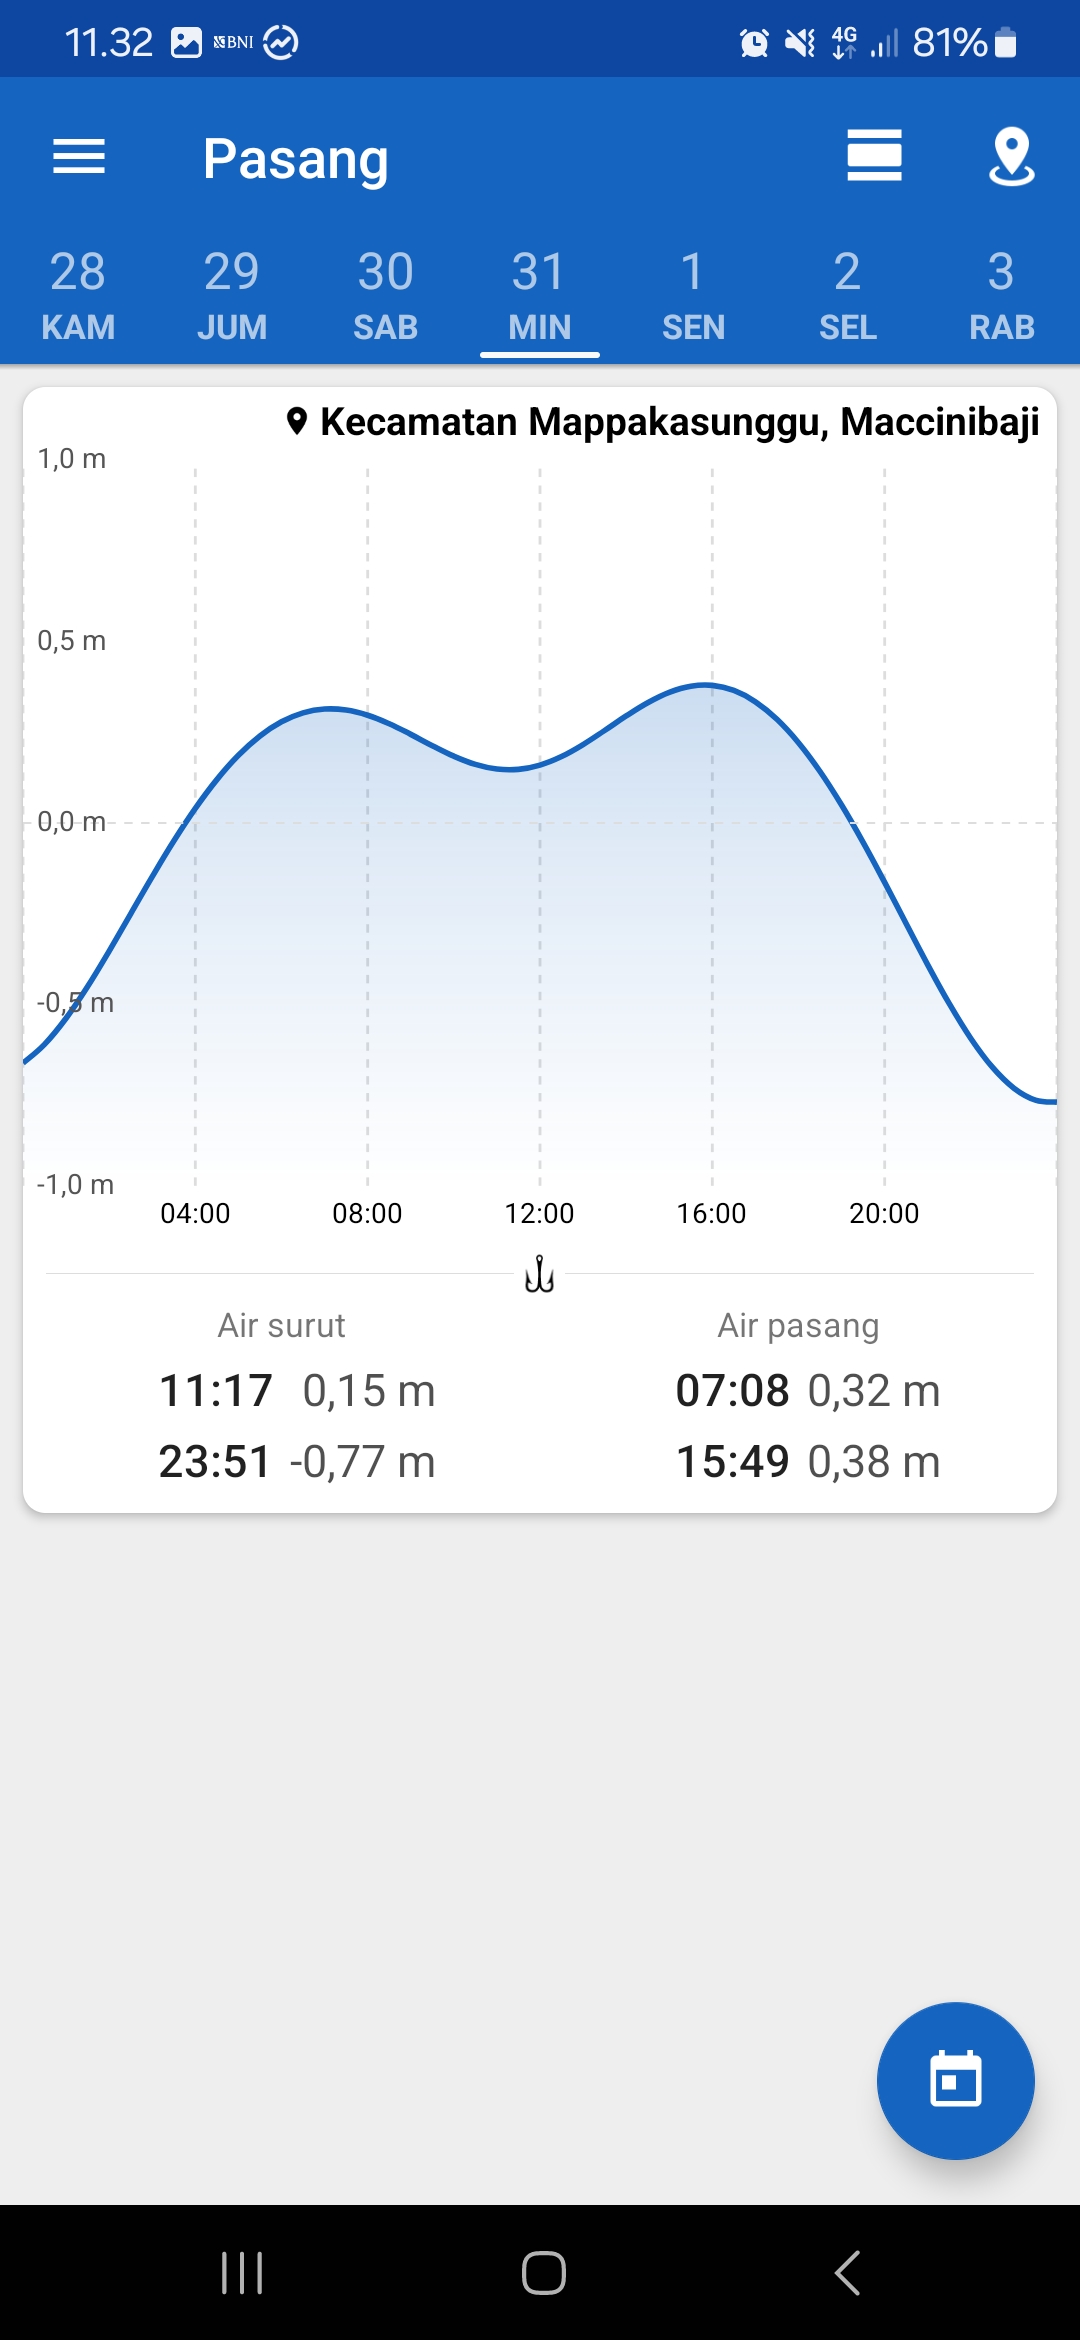 11.32 BNI 4G 81%
Pasang
28 29 30 31 1 2 3
KAM JUM SAB MIN SEN SEL RAB
Kecamatan Mappakasunggu, Maccinibaji
1,0 m
0,5 m
0,0 m
-0,5 m
-1,0 m
04:00 08:00 12:00 16:00 20:00
Air surut Air pasang
11:17 0,15 m 07:08 0,32 m
23:51 -0,77 m 15:49 0,38 m